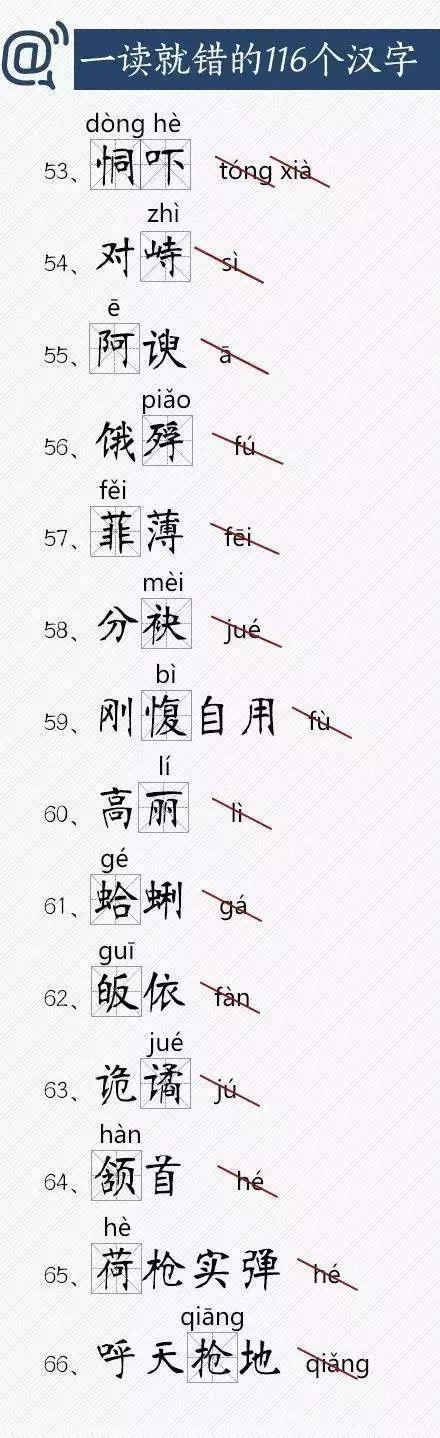 @ 一读就错的116个汉字
dòng hè
53、恫吓 tóng xià
zhì
54、对峙 sì
ē
55、阿谀 ā
piǎo
56、饿殍 fú
fěi
57、菲薄 fēi
mèi
58、分袂 jué
bì
59、刚愎自用 fù
lí
60、高丽 lì
gé
61、蛤蜊 gá
guī
62、皈依 fàn
jué
63、诡谲 jú
hàn
64、颔首 hé
hè
65、荷枪实弹 hé
qiāng
66、呼天抢地 qiǎng